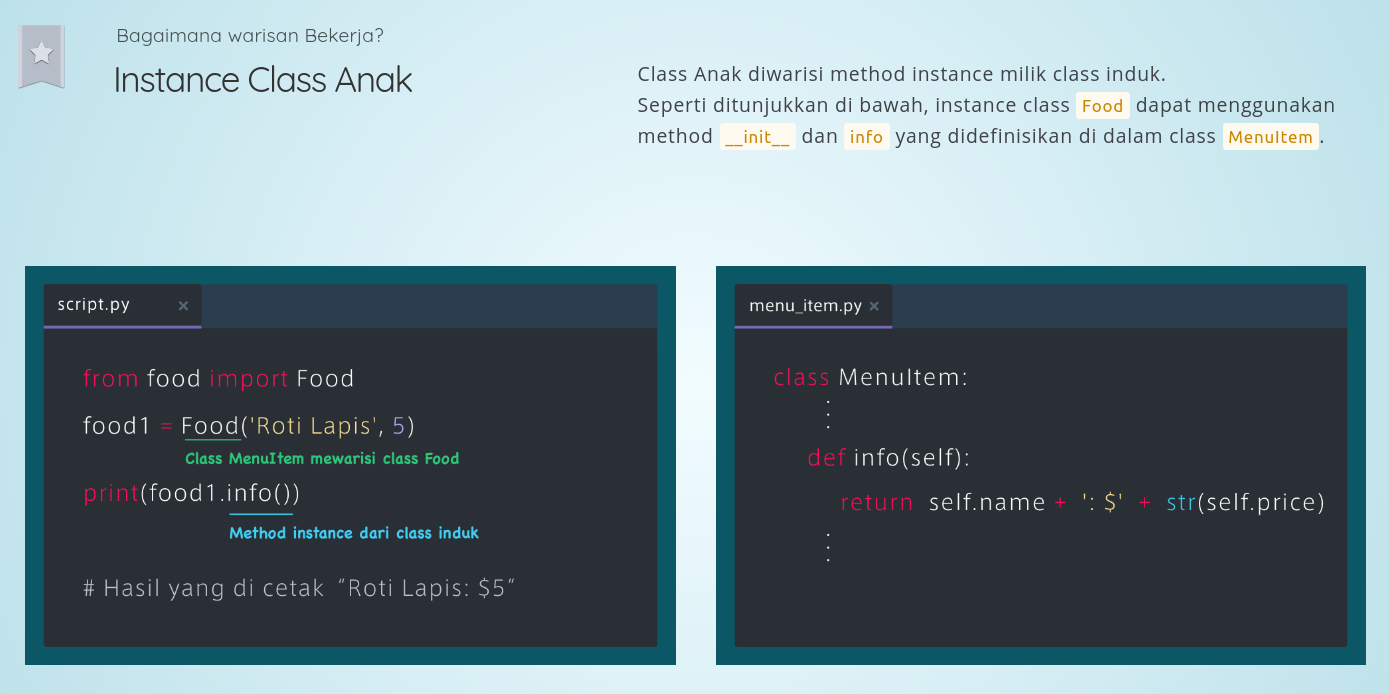 Bagaimana warisan Bekerja?
Instance Class Anak
Class Anak diwarisi method instance milik class induk.
Seperti ditunjukkan di bawah, instance class Food dapat menggunakan
method __init__ dan info yang didefinisikan di dalam class MenuItem.
script.py ×
from food import Food
food1 = Food('Roti Lapis', 5)
Class MenuItem mewarisi class Food
print(food1.info())
Method instance dari class induk
# Hasil yang di cetak “Roti Lapis: $5”
menu_item.py ×
class MenuItem:
⋮
def info(self):
return self.name + ': $' + str(self.price)
⋮